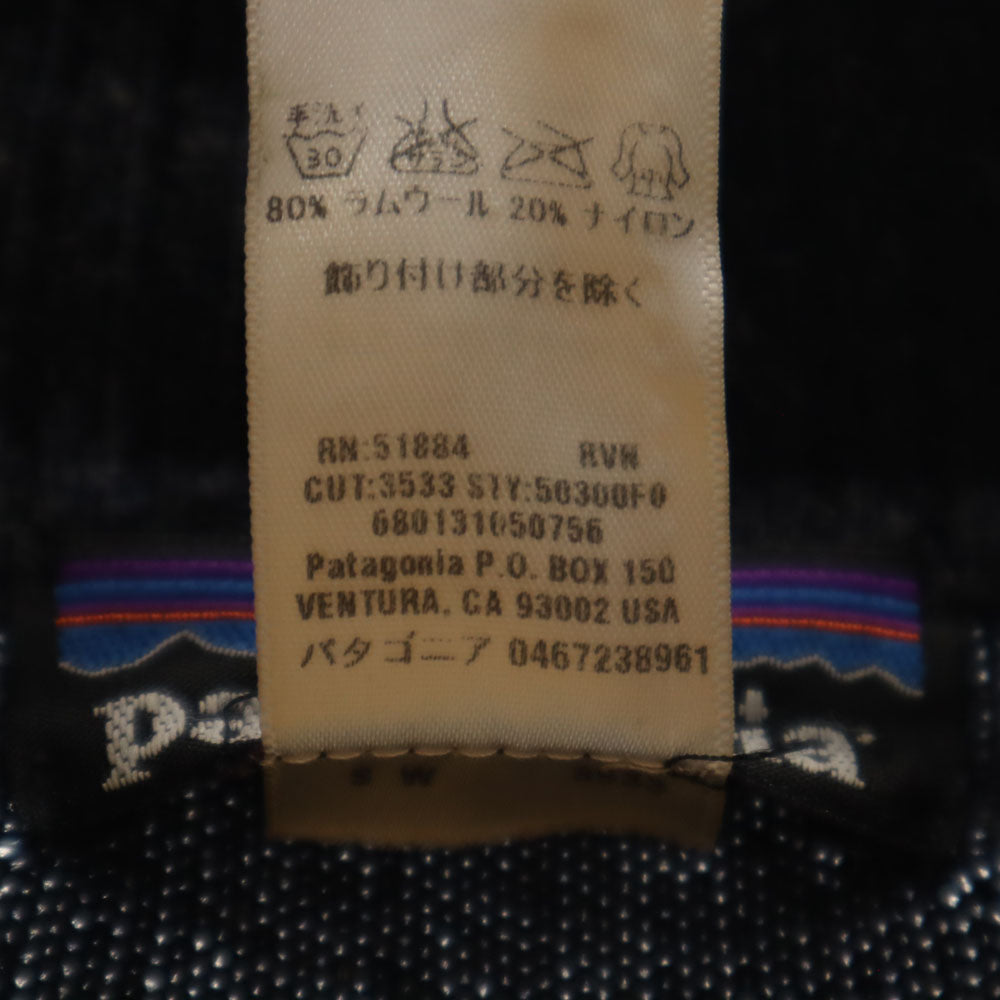 手洗イ
30
80% ラムウール 20% ナイロン
飾り付け部分を除く
RN:51884 RVN
CUT:3533 STY:50300F0
680131050756
Patagonia P.O. BOX 150
VENTURA, CA 93002 USA
パタゴニア 0467238961